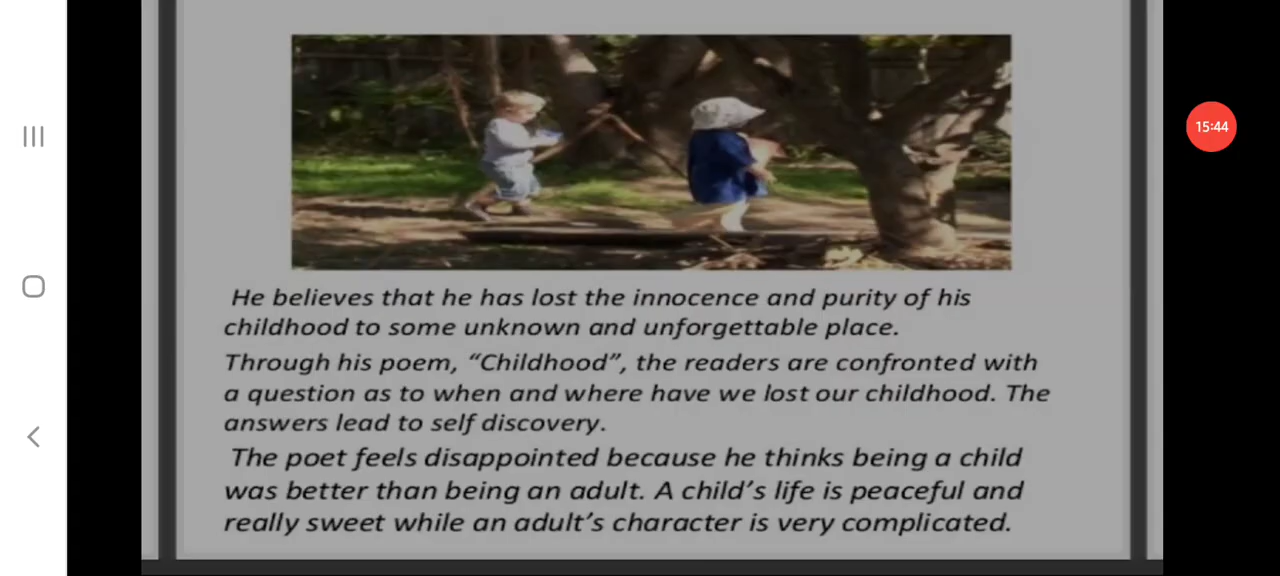 15:44
He believes that he has lost the innocence and purity of his
childhood to some unknown and unforgettable place.
Through his poem, “Childhood”, the readers are confronted with
a question as to when and where have we lost our childhood. The
answers lead to self discovery.
The poet feels disappointed because he thinks being a child
was better than being an adult. A child’s life is peaceful and
really sweet while an adult’s character is very complicated.